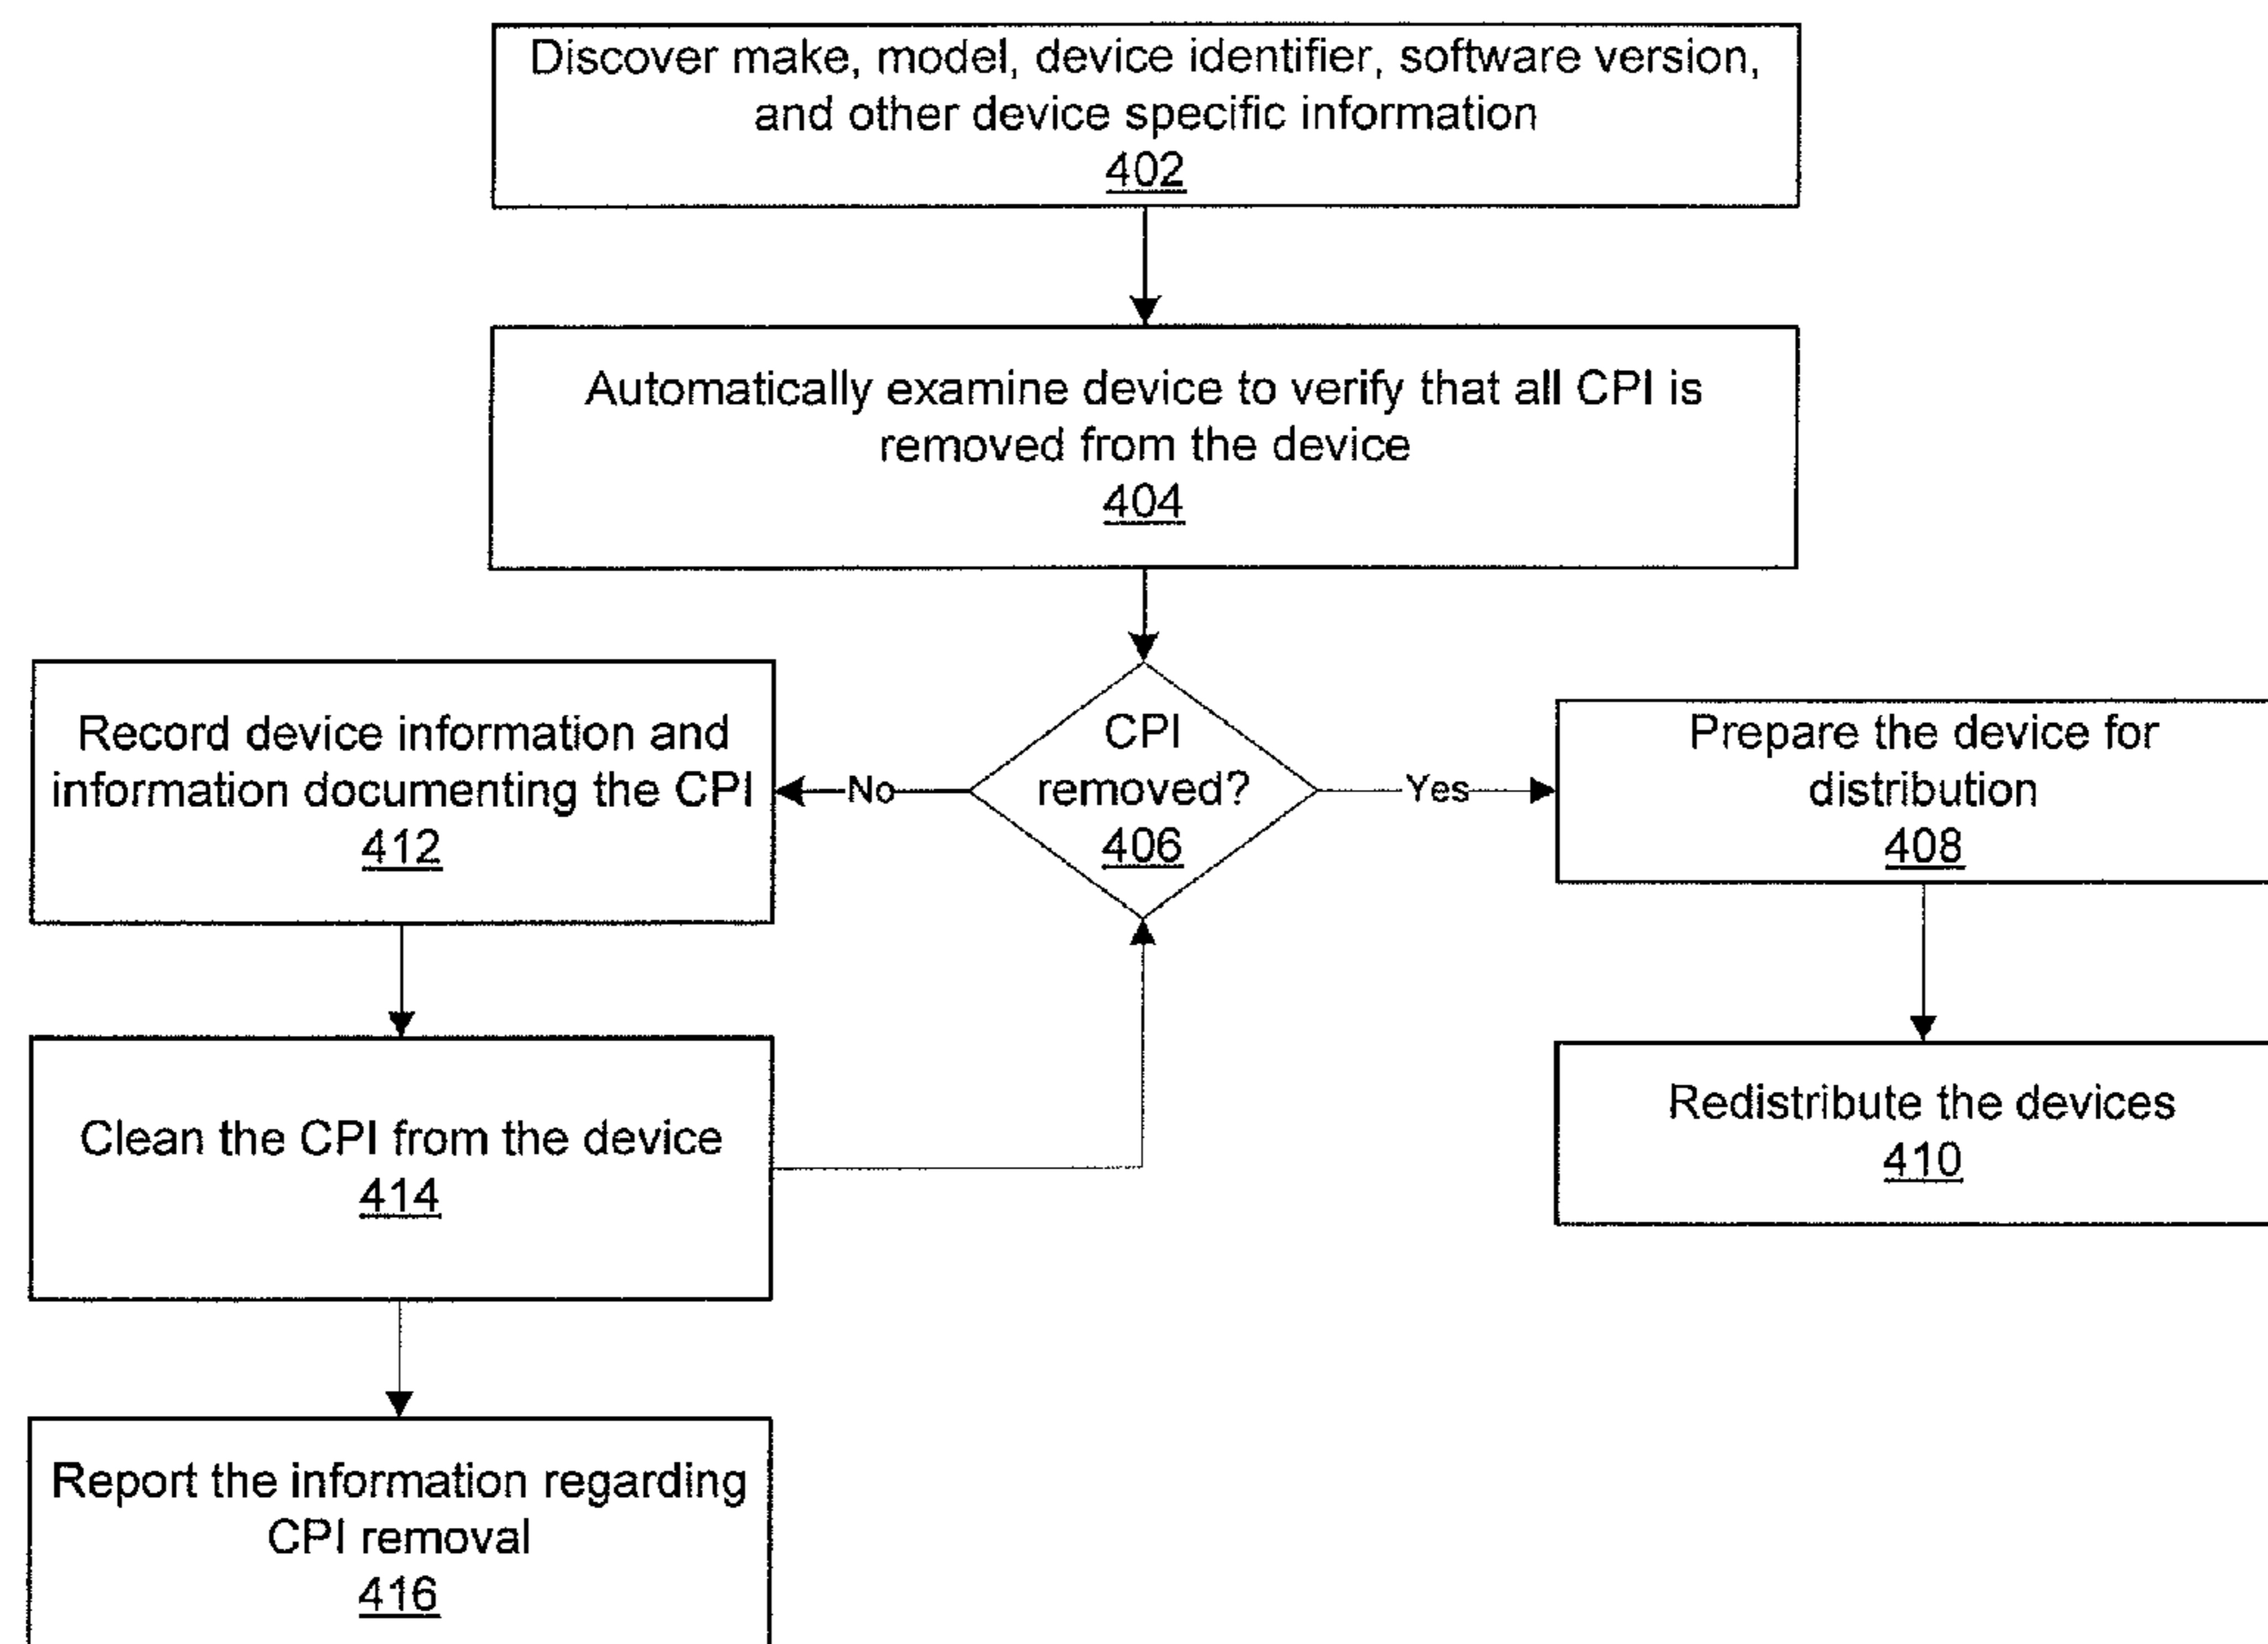 Discover make, model, device identifier, software version,
and other device specific information
402
Automatically examine device to verify that all CPI is
removed from the device
404
CPI
removed?
406
No
Yes
Record device information and
information documenting the CPI
412
Prepare the device for
distribution
408
Clean the CPI from the device
414
Redistribute the devices
410
Report the information regarding
CPI removal
416